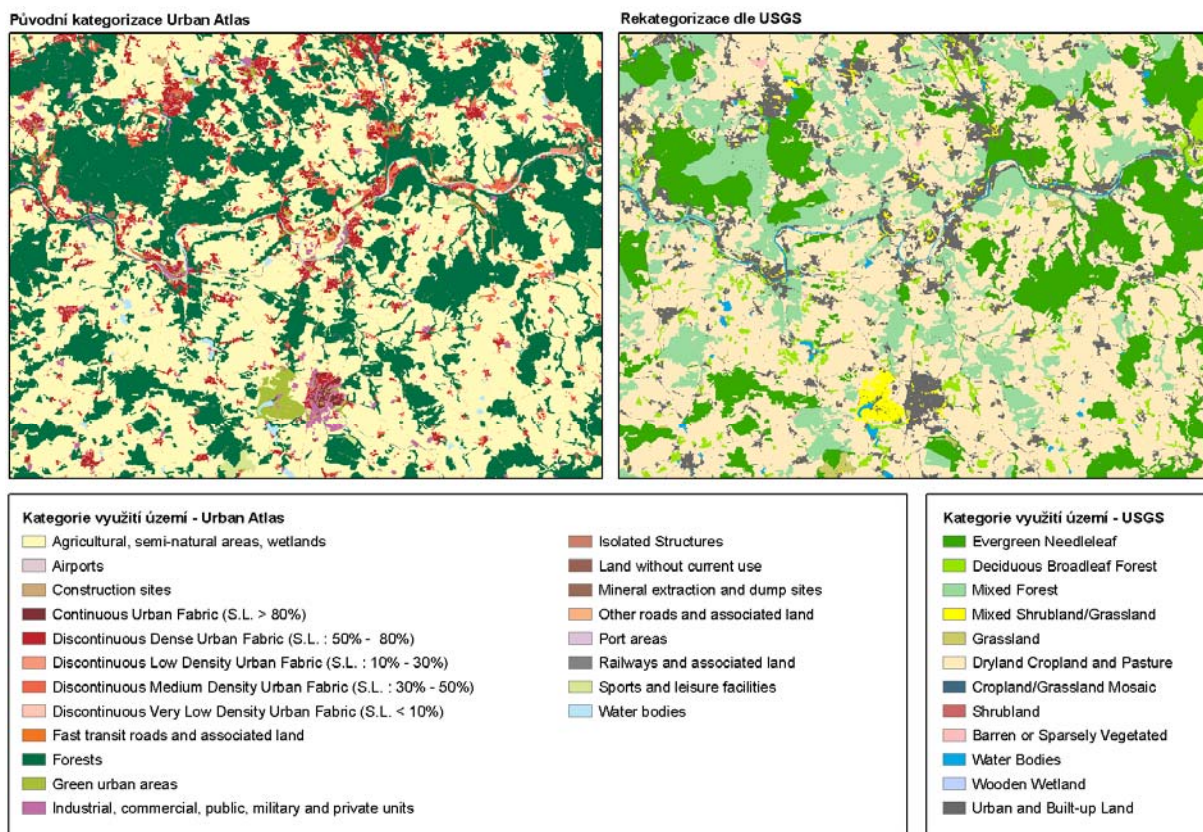 Původní kategorizace Urban Atlas
Rekategorizace dle USGS
Kategorie využití území - Urban Atlas
Agricultural, semi-natural areas, wetlands
Airports
Construction sites
Continuous Urban Fabric (S.L. > 80%)
Discontinuous Dense Urban Fabric (S.L. : 50% - 80%)
Discontinuous Low Density Urban Fabric (S.L. : 10% - 30%)
Discontinuous Medium Density Urban Fabric (S.L. : 30% - 50%)
Discontinuous Very Low Density Urban Fabric (S.L. < 10%)
Fast transit roads and associated land
Forests
Green urban areas
Industrial, commercial, public, military and private units
Isolated Structures
Land without current use
Mineral extraction and dump sites
Other roads and associated land
Port areas
Railways and associated land
Sports and leisure facilities
Water bodies
Kategorie využití území - USGS
Evergreen Needleleaf
Deciduous Broadleaf Forest
Mixed Forest
Mixed Shrubland/Grassland
Grassland
Dryland Cropland and Pasture
Cropland/Grassland Mosaic
Shrubland
Barren or Sparsely Vegetated
Water Bodies
Wooden Wetland
Urban and Built-up Land